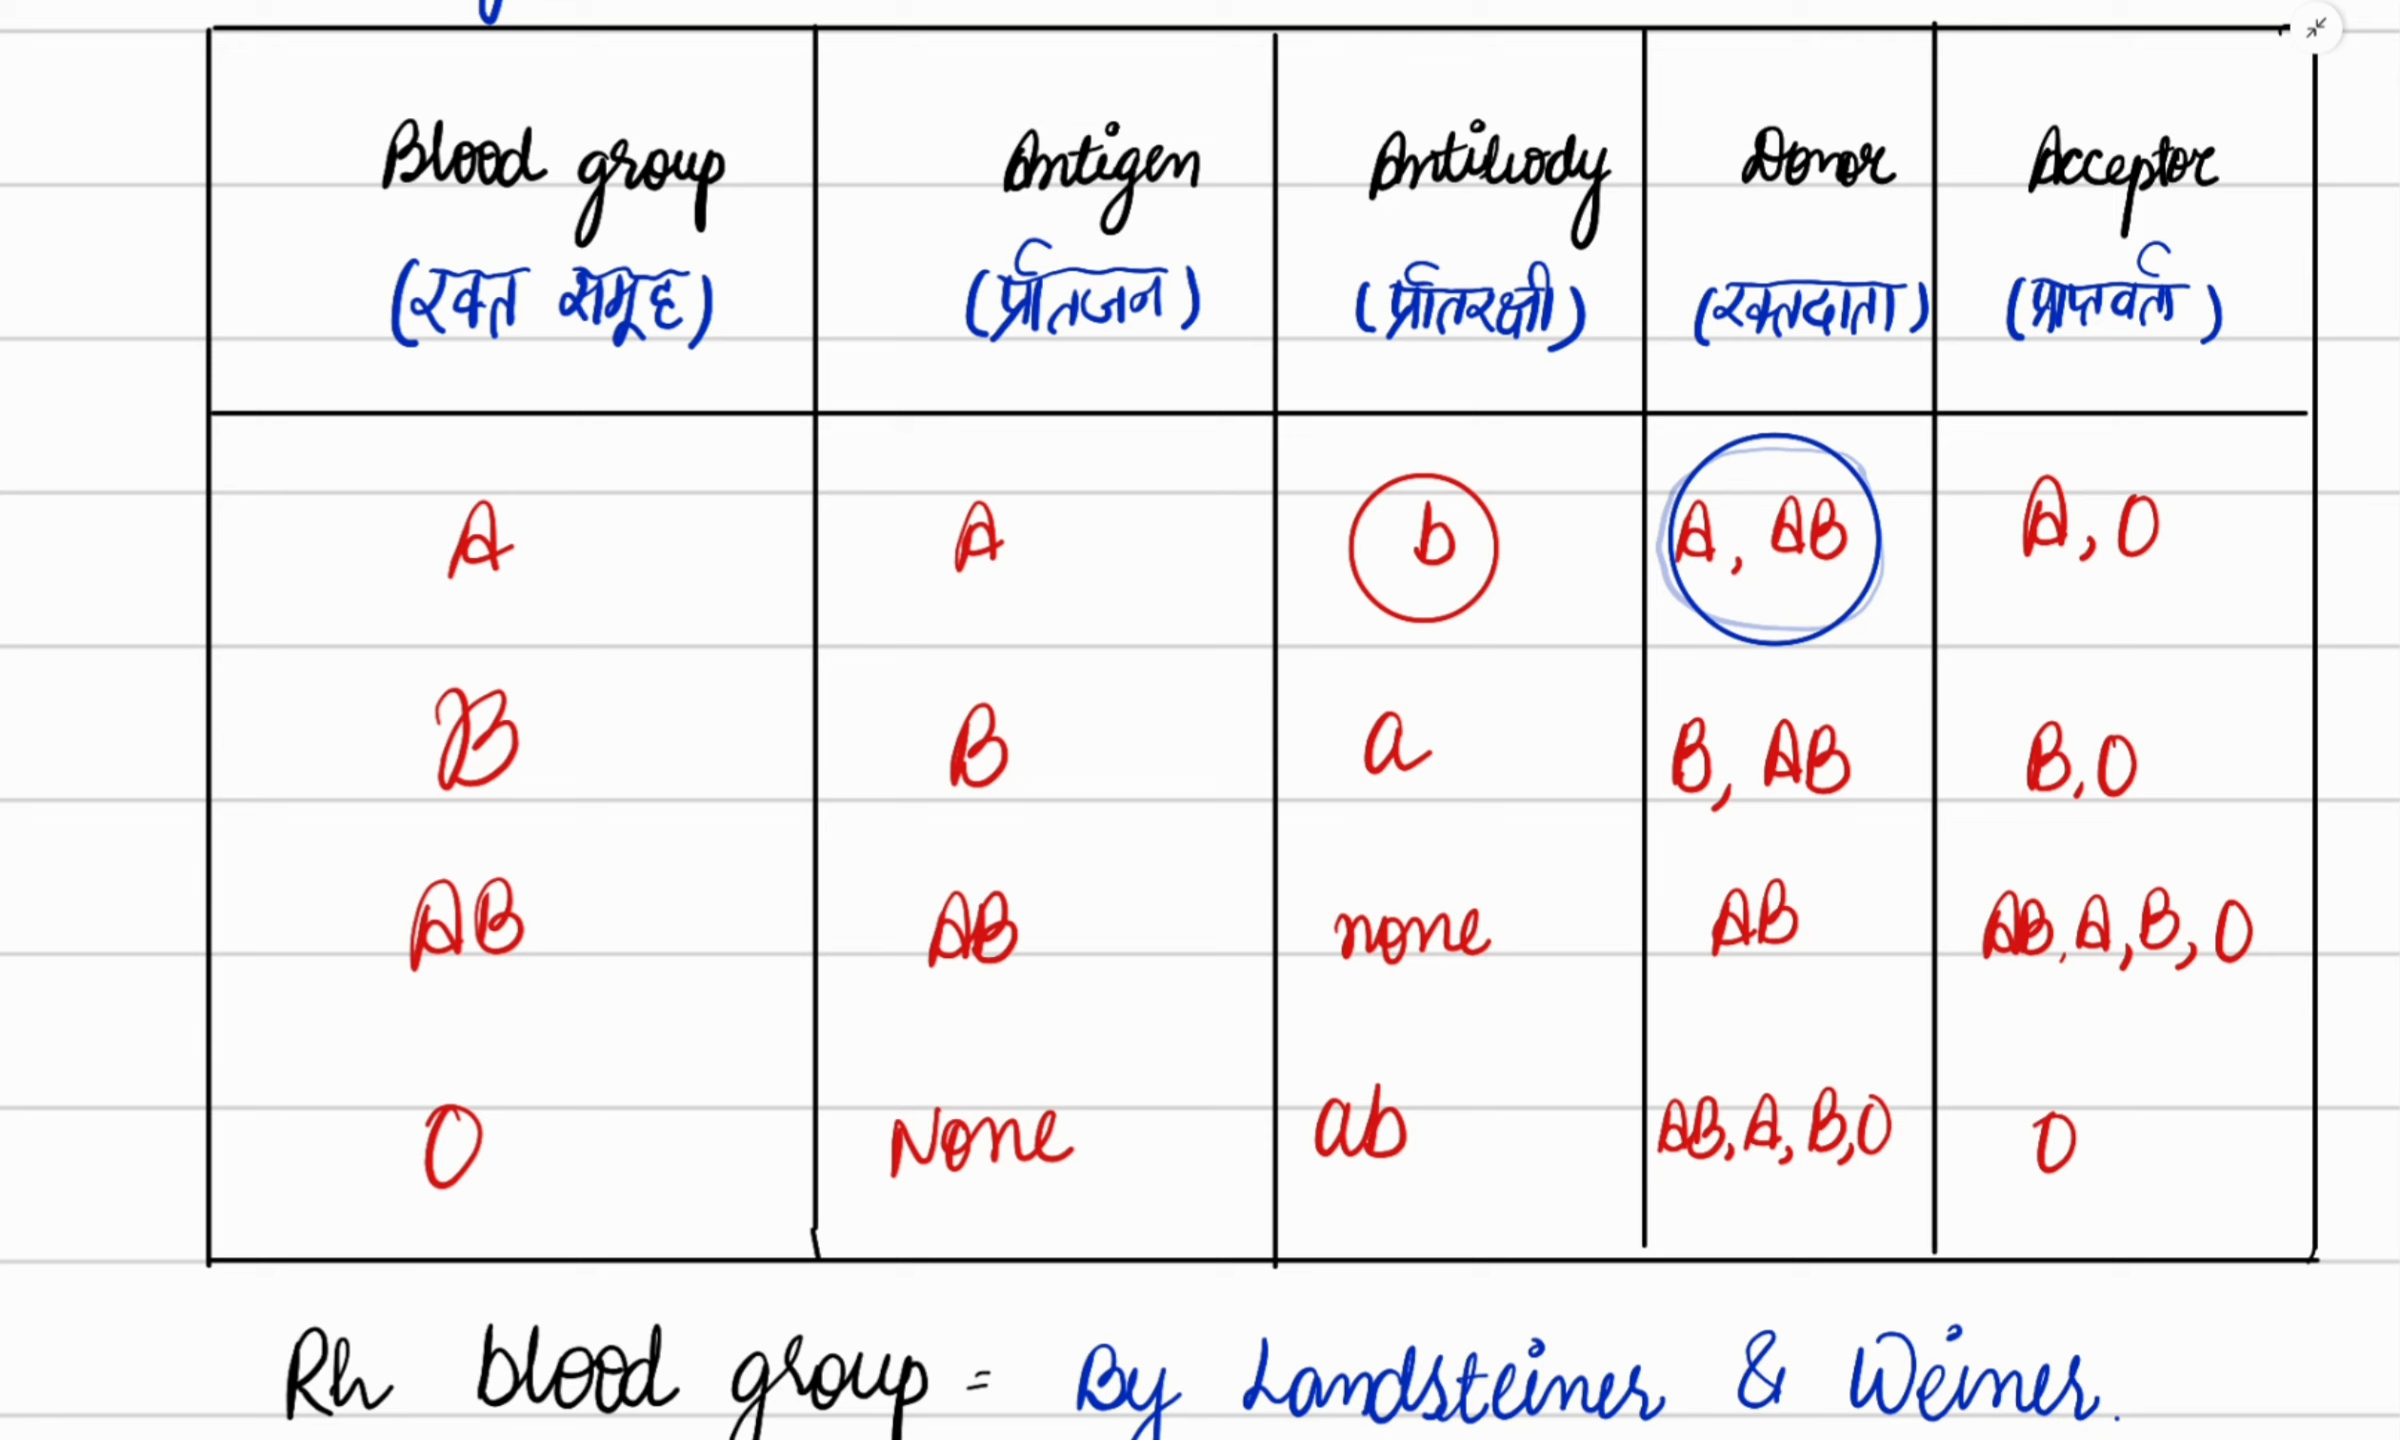 Blood group Antigen Antibody Donor Acceptor
(रक्त समूह) (प्रतिजन) (प्रतिरक्षी) (रक्तदाता)
A A b A, AB A, O
B B a B, AB B, O
AB AB none AB AB, A, B, O
O None ab AB, A, B, O O
Rh blood group = By Landsteiner & Weiner.